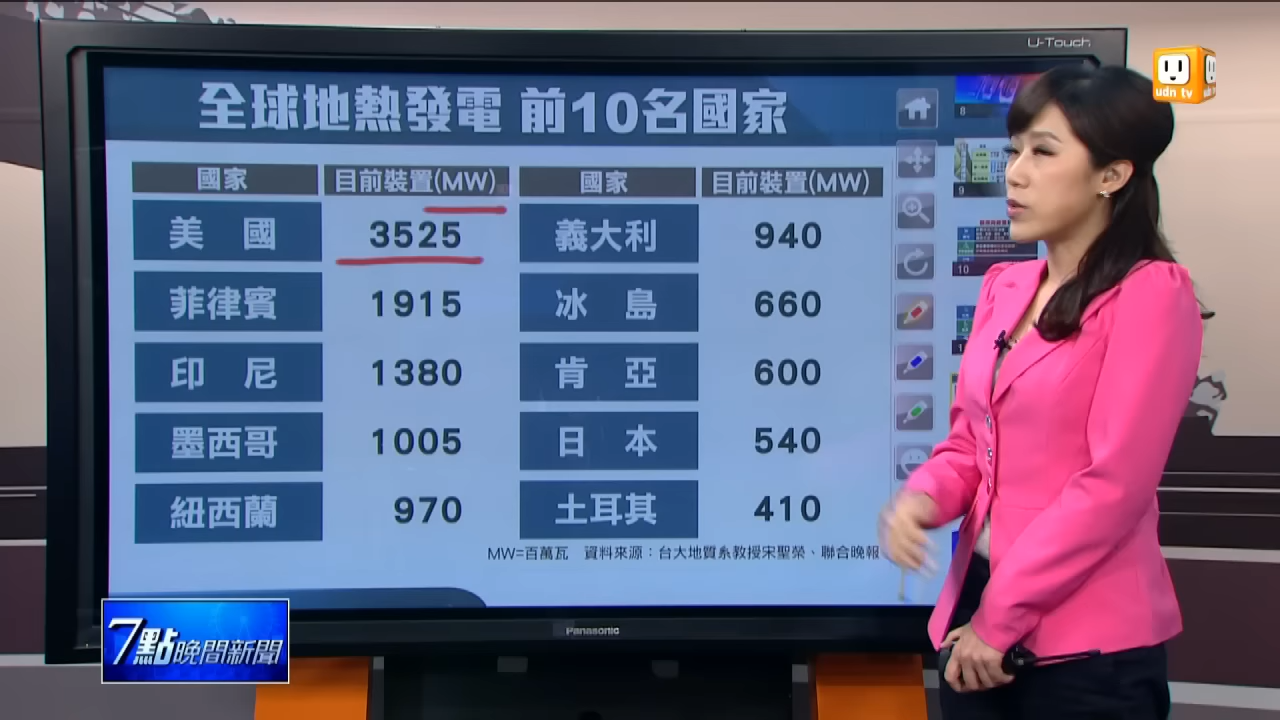 U-Touch
udn tv
全球地熱發電 前10名國家
國家 目前裝置(MW) 國家 目前裝置(MW)
美 國 3525 義大利 940
菲律賓 1915 冰 島 660
印 尼 1380 肯 亞 600
墨西哥 1005 日 本 540
紐西蘭 970 土耳其 410
MW=百萬瓦 資料來源：台大地質系教授宋聖榮、聯合晚報
8
9
10
Panasonic
7點晚間新聞